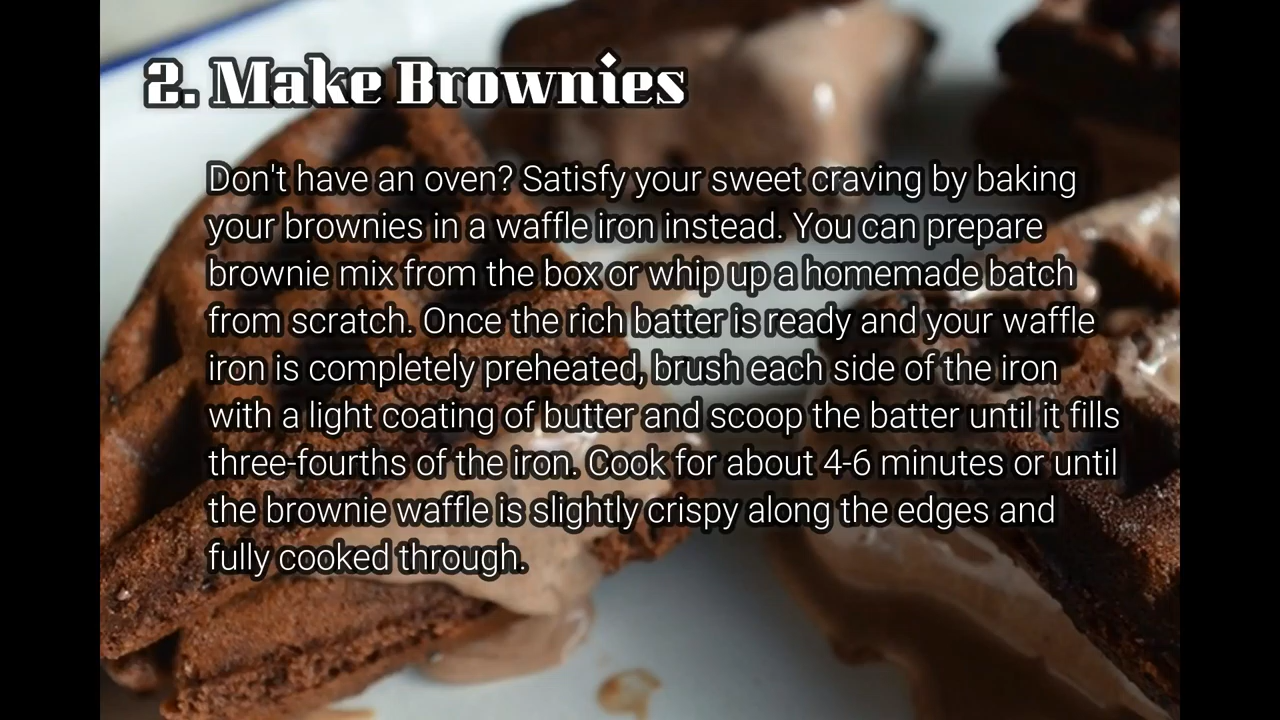 2. Make Brownies
Don't have an oven? Satisfy your sweet craving by baking
your brownies in a waffle iron instead. You can prepare
brownie mix from the box or whip up a homemade batch
from scratch. Once the rich batter is ready and your waffle
iron is completely preheated, brush each side of the iron
with a light coating of butter and scoop the batter until it fills
three-fourths of the iron. Cook for about 4-6 minutes or until
the brownie waffle is slightly crispy along the edges and
fully cooked through.